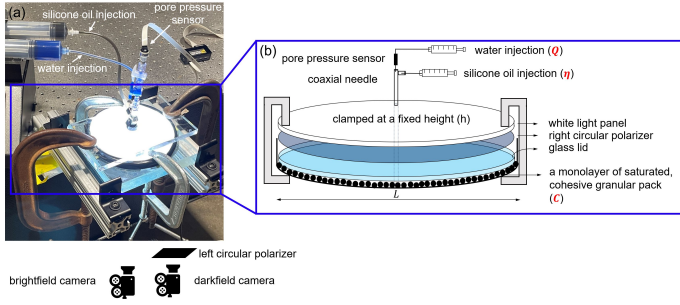 (a)
silicone oil Injection
pore pressure
sensor
water injection
(b)
water injection (Q)
pore pressure sensor
coaxial needle
silicone oil injection (η)
clamped at a fixed height (h)
white light panel
right circular polarizer
glass lid
a monolayer of saturated,
cohesive granular pack
(C)
L
left circular polarizer
brightfield camera
darkfield camera